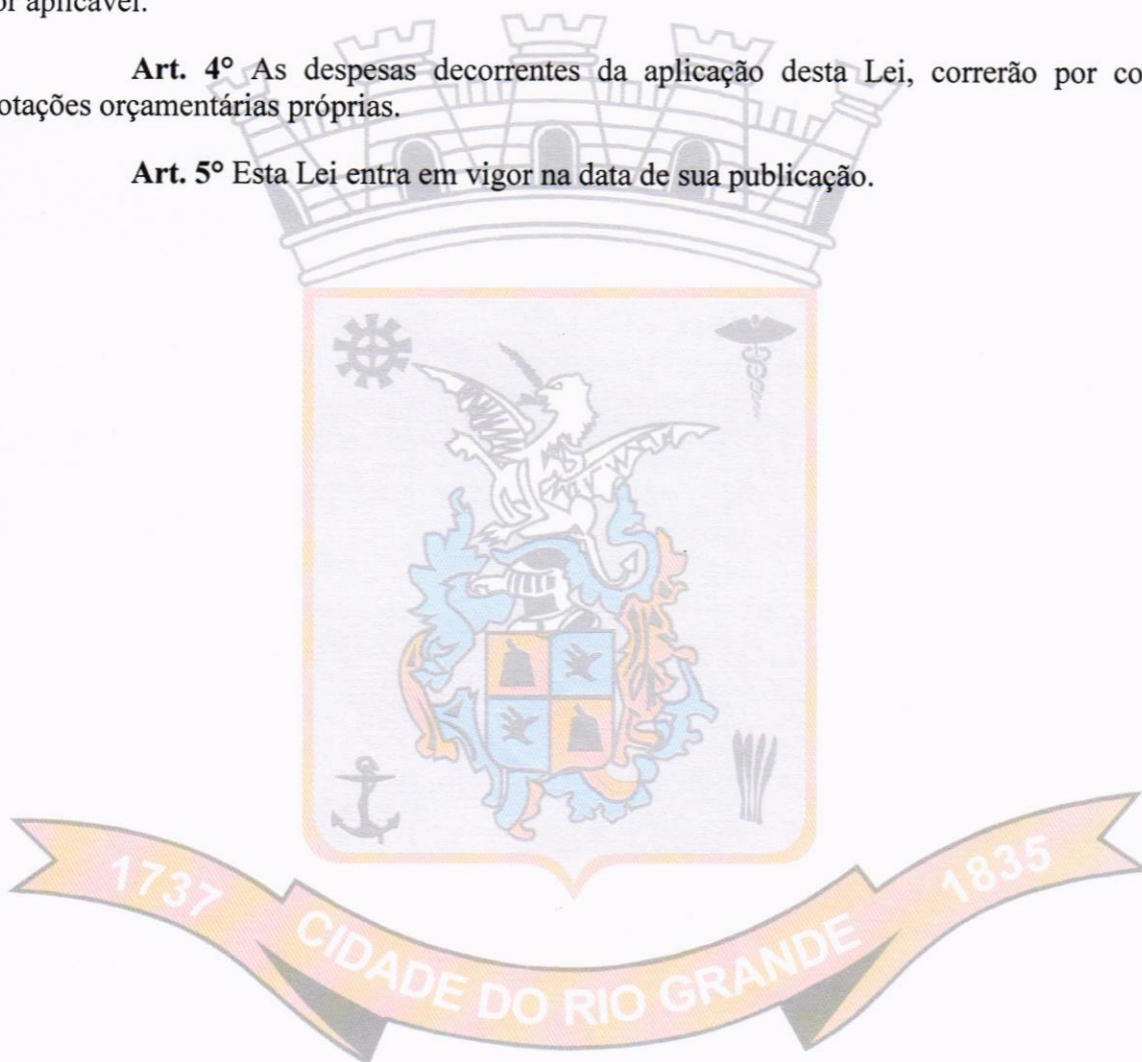 or aplicável.
Art. 4° As despesas decorrentes da aplicação desta Lei, correrão por co
otações orçamentárias próprias.
Art. 5° Esta Lei entra em vigor na data de sua publicação.
1737 CIDADE DO RIO GRANDE 1835